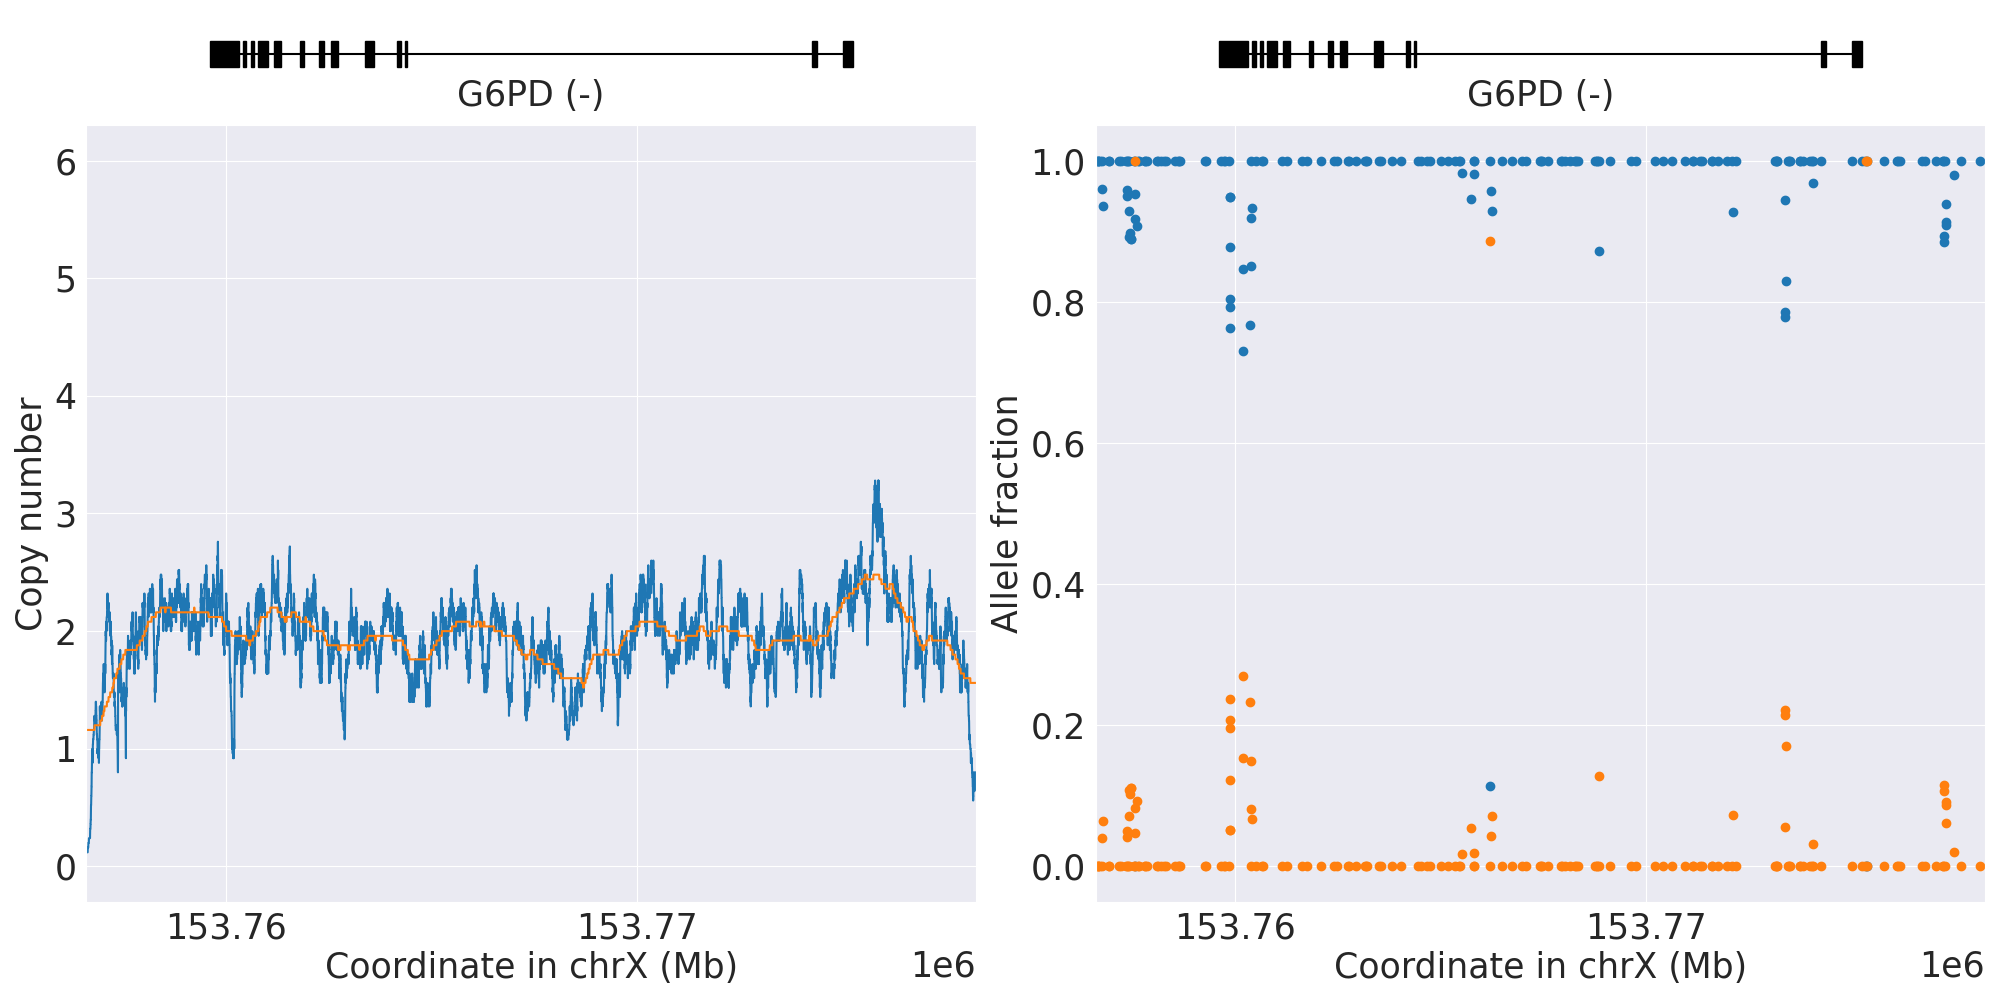 G6PD (-)
6
5
4
3
2
1
0
Copy number
153.76
153.77
Coordinate in chrX (Mb)
1e6
G6PD (-)
1.0
0.8
0.6
0.4
0.2
0.0
Allele fraction
153.76
153.77
Coordinate in chrX (Mb)
1e6